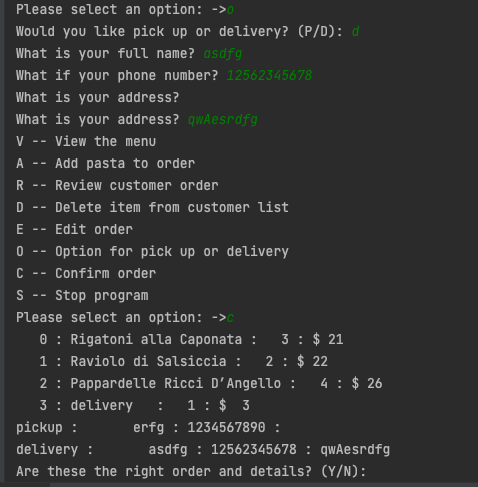 Please select an option: ->o
Would you like pick up or delivery? (P/D): d
What is your full name? asdfg
What if your phone number? 12562345678
What is your address?
What is your address? qwAesrdfg
V -- View the menu
A -- Add pasta to order
R -- Review customer order
D -- Delete item from customer list
E -- Edit order
O -- Option for pick up or delivery
C -- Confirm order
S -- Stop program
Please select an option: ->c
0 : Rigatoni alla Caponata :   3 : $ 21
1 : Raviolo di Salsiccia :   2 : $ 22
2 : Pappardelle Ricci D’Angello :   4 : $ 26
3 : delivery   :   1 : $  3
pickup :       erfg : 1234567890 :
delivery :       asdfg : 12562345678 : qwAesrdfg
Are these the right order and details? (Y/N):